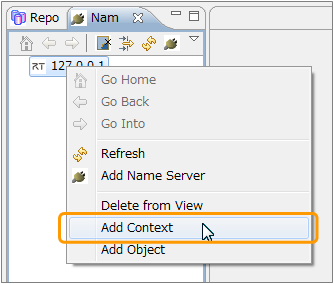 Repo Nam
RT 127.0.0.1
Go Home
Go Back
Go Into
Refresh
Add Name Server
Delete from View
Add Context
Add Object